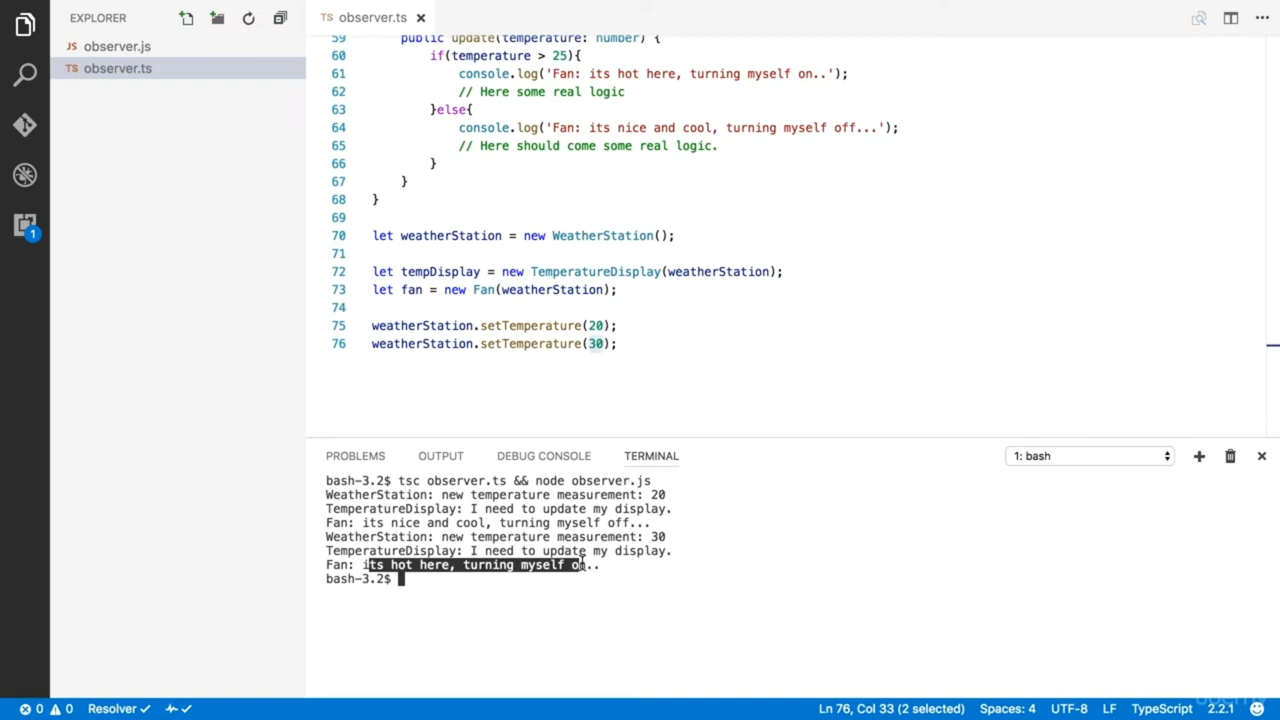 EXPLORER
JS observer.js
TS observer.ts
1
TS observer.ts
59 public update(temperature: number) {
60 if(temperature > 25){
61 console.log('Fan: its hot here, turning myself on..');
62 // Here some real logic
63 }else{
64 console.log('Fan: its nice and cool, turning myself off...');
65 // Here should come some real logic.
66 }
67 }
68 }
69
70 let weatherStation = new WeatherStation();
71
72 let tempDisplay = new TemperatureDisplay(weatherStation);
73 let fan = new Fan(weatherStation);
74
75 weatherStation.setTemperature(20);
76 weatherStation.setTemperature(30);
PROBLEMS OUTPUT DEBUG CONSOLE TERMINAL 1: bash
bash-3.2$ tsc observer.ts && node observer.js
WeatherStation: new temperature measurement: 20
TemperatureDisplay: I need to update my display.
Fan: its nice and cool, turning myself off...
WeatherStation: new temperature measurement: 30
TemperatureDisplay: I need to update my display.
Fan: its hot here, turning myself on..
bash-3.2$
0 0 Resolver Ln 76, Col 33 (2 selected) Spaces: 4 UTF-8 LF TypeScript 2.2.1
udemy